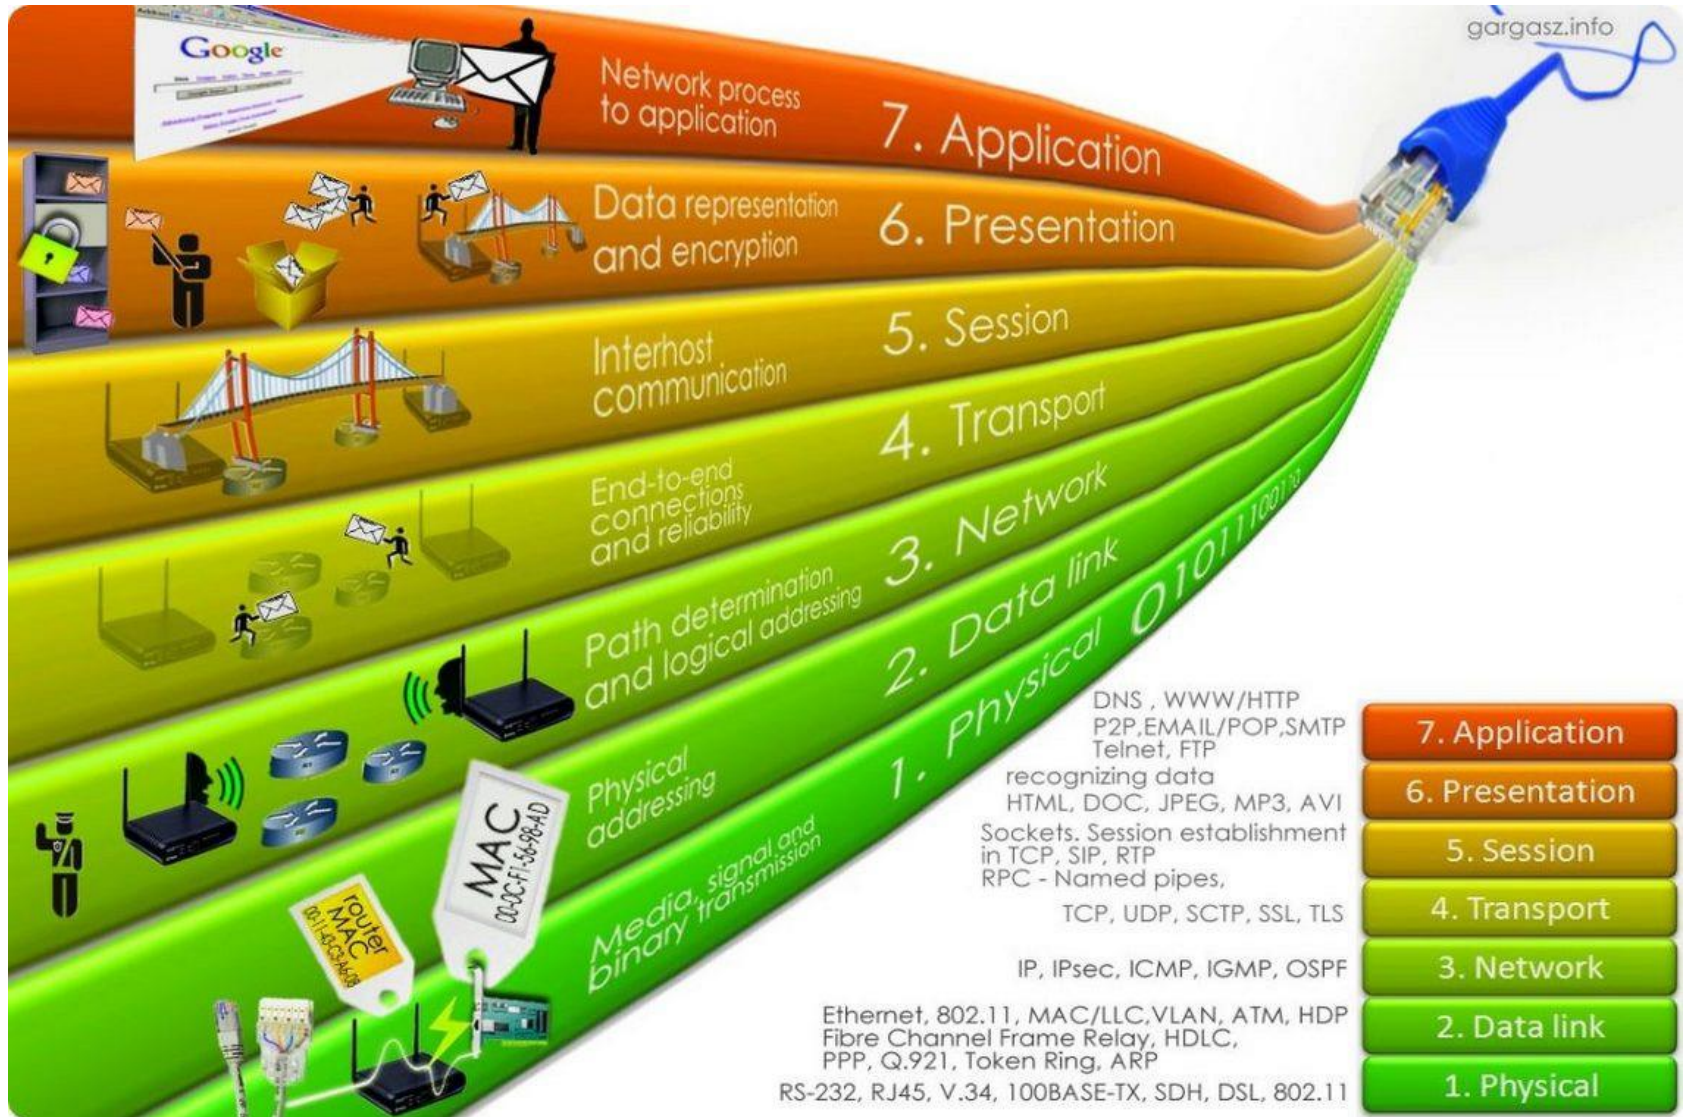 gargasz.info
Google
Network process
to application
7. Application
Data representation
and encryption
6. Presentation
Interhost
communication
5. Session
End-to-end
connections
and reliability
4. Transport
Path determination
and logical addressing
3. Network
Physical
addressing
2. Data link
Media, signal and
binary transmission
1. Physical
MAC
00-0C-F1-56-98-AD
router
MAC
DNS , WWW/HTTP
P2P,EMAIL/POP,SMTP
Telnet, FTP
7. Application
recognizing data
HTML, DOC, JPEG, MP3, AVI
6. Presentation
Sockets. Session establishment
in TCP, SIP, RTP
RPC - Named pipes,
5. Session
TCP, UDP, SCTP, SSL, TLS
4. Transport
IP, IPsec, ICMP, IGMP, OSPF
3. Network
Ethernet, 802.11, MAC/LLC,VLAN, ATM, HDP
Fibre Channel Frame Relay, HDLC,
PPP, Q.921, Token Ring, ARP
2. Data link
RS-232, RJ45, V.34, 100BASE-TX, SDH, DSL, 802.11
1. Physical